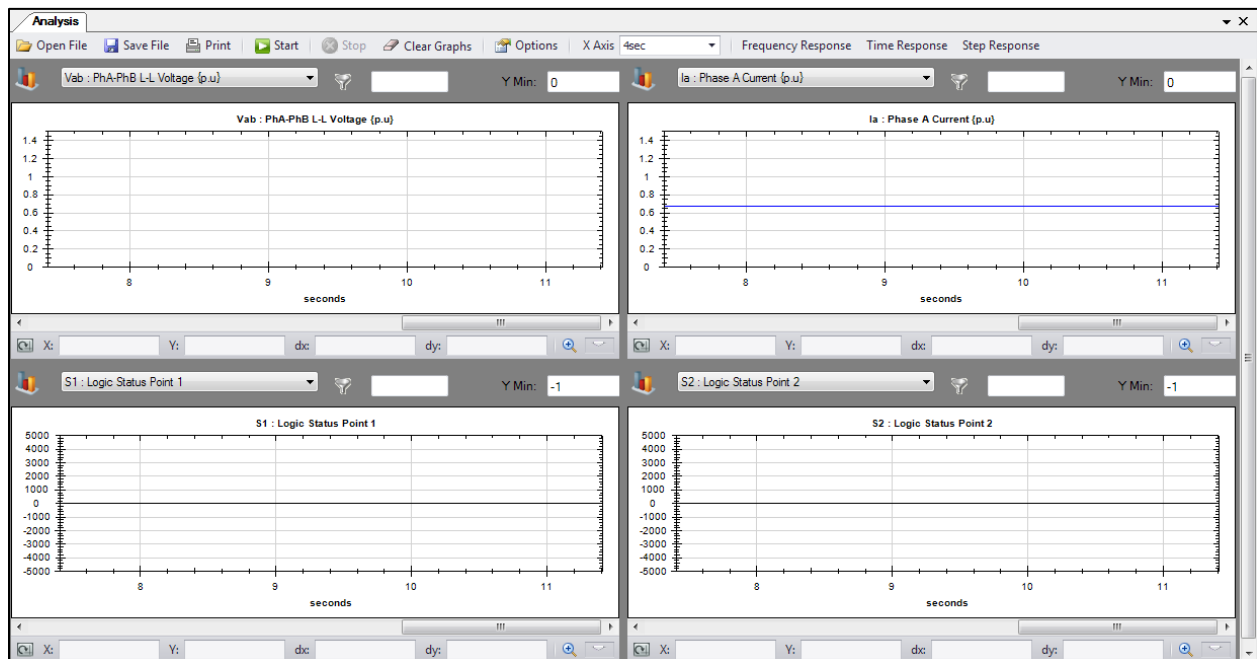 Analysis
Open File Save File Print Start Stop Clear Graphs Options X Axis 4sec Frequency Response Time Response Step Response
Vab : PhA-PhB L-L Voltage {p.u} Y Min: 0
Vab : PhA-PhB L-L Voltage {p.u}
1.4
1.2
1
0.8
0.6
0.4
0.2
0
8 9 10 11
seconds
X: Y: dx: dy:
Ia : Phase A Current {p.u} Y Min: 0
Ia : Phase A Current {p.u}
1.4
1.2
1
0.8
0.6
0.4
0.2
0
8 9 10 11
seconds
X: Y: dx: dy:
S1 : Logic Status Point 1 Y Min: -1
S1 : Logic Status Point 1
5000
4000
3000
2000
1000
0
-1000
-2000
-3000
-4000
-5000
8 9 10 11
seconds
X: Y: dx: dy:
S2 : Logic Status Point 2 Y Min: -1
S2 : Logic Status Point 2
5000
4000
3000
2000
1000
0
-1000
-2000
-3000
-4000
-5000
8 9 10 11
seconds
X: Y: dx: dy: